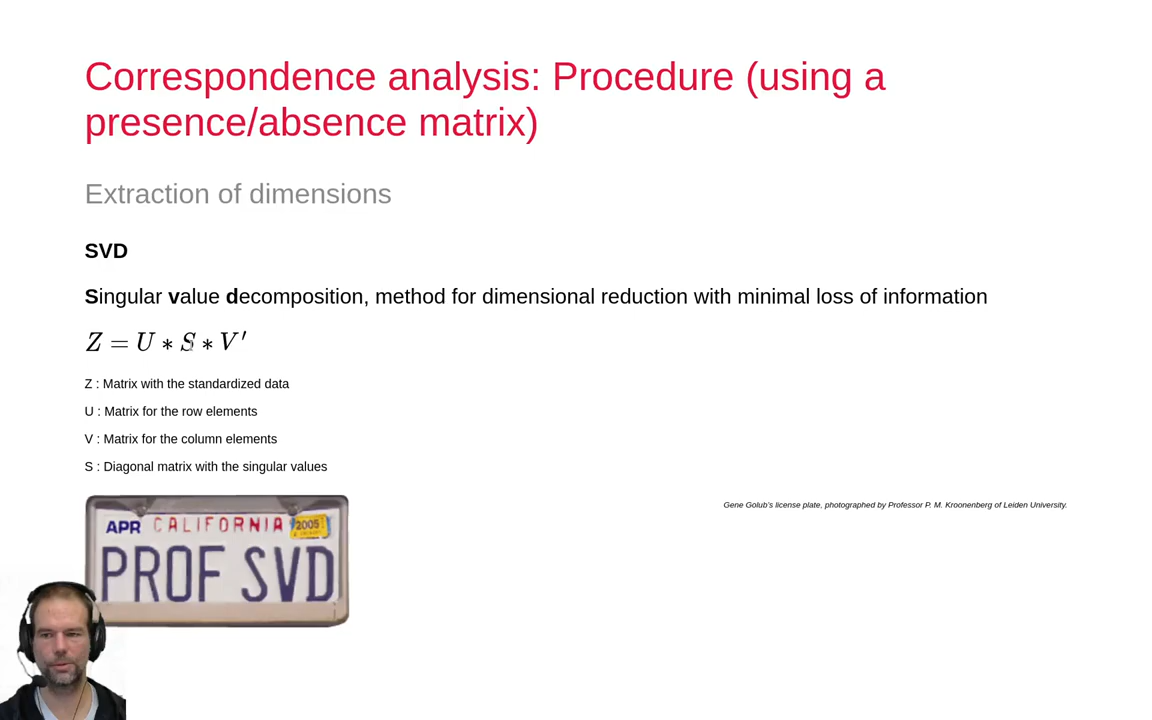 Correspondence analysis: Procedure (using a
presence/absence matrix)
Extraction of dimensions
SVD
Singular value decomposition, method for dimensional reduction with minimal loss of information
Z = U ∗ S ∗ V′
Z : Matrix with the standardized data
U : Matrix for the row elements
V : Matrix for the column elements
S : Diagonal matrix with the singular values
Gene Golub's license plate, photographed by Professor P. M. Kroonenberg of Leiden University.
APR CALIFORNIA 2005
PROF SVD